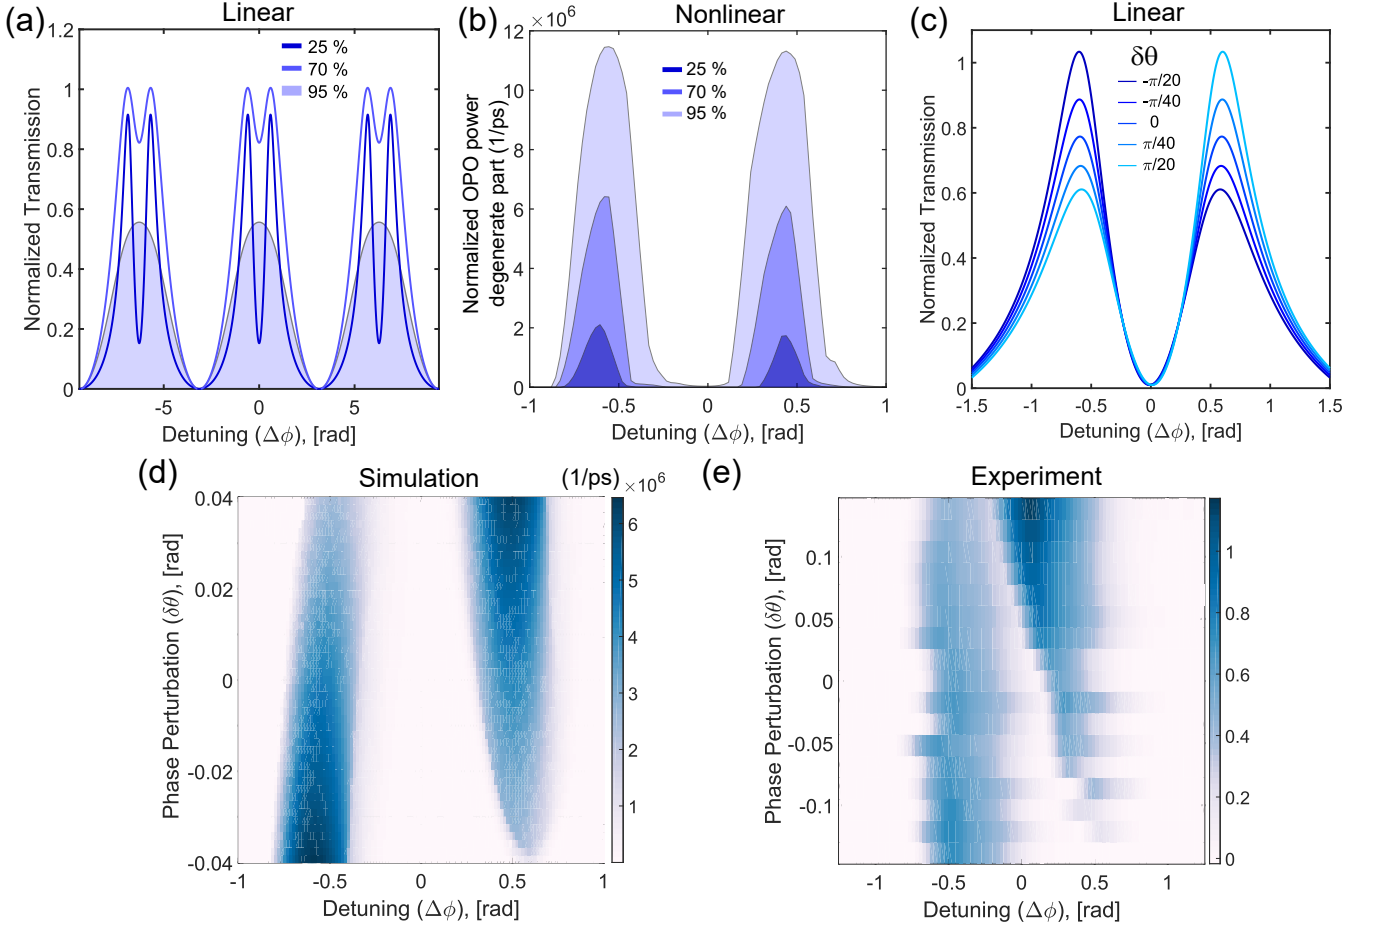 (a)
Linear
Normalized Transmission
1.2
1
0.8
0.6
0.4
0.2
0
-5
0
5
Detuning (Δϕ), [rad]
25 %
70 %
95 %
(b)
Nonlinear
×10⁶
Normalized OPO power
degenerate part (1/ps)
12
10
8
6
4
2
0
-1
-0.5
0
0.5
1
Detuning (Δϕ), [rad]
25 %
70 %
95 %
(c)
Linear
Normalized Transmission
1
0.8
0.6
0.4
0.2
0
-1.5
-1
-0.5
0
0.5
1
1.5
Detuning (Δϕ), [rad]
δθ
-π/20
-π/40
0
π/40
π/20
(d)
Simulation
(1/ps) ×10⁶
Phase Perturbation (δθ), [rad]
0.04
0.02
0
-0.02
-0.04
-1
-0.5
0
0.5
1
Detuning (Δϕ), [rad]
6
5
4
3
2
1
(e)
Experiment
Phase Perturbation (δθ), [rad]
0.1
0.05
0
-0.05
-0.1
-1
-0.5
0
0.5
1
Detuning (Δϕ), [rad]
1
0.8
0.6
0.4
0.2
0